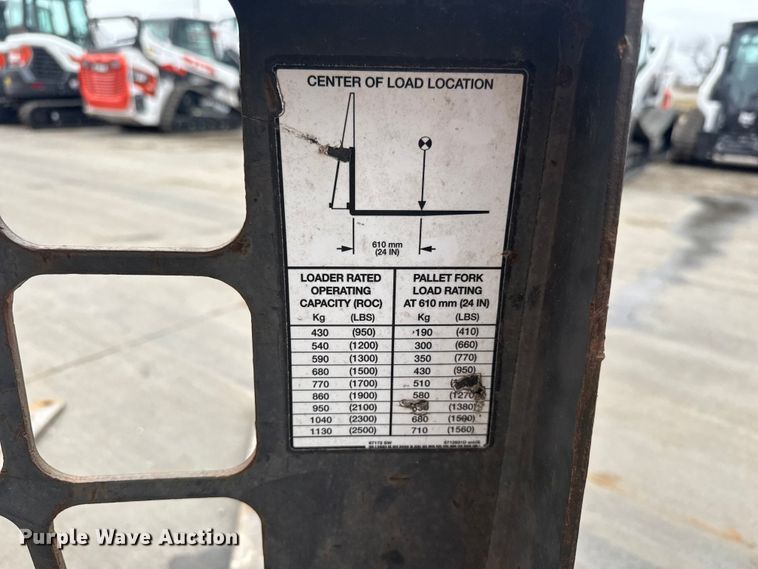 CENTER OF LOAD LOCATION
610 mm
(24 IN)
LOADER RATED OPERATING CAPACITY (ROC)
PALLET FORK LOAD RATING AT 610 mm (24 IN)
Kg (LBS) Kg (LBS)
430 (950) 190 (410)
540 (1200) 300 (660)
590 (1300) 350 (770)
680 (1500) 430 (950)
770 (1700) 510
860 (1900) 580 (1270)
950 (2100) (1380)
1040 (2300) 680 (1500)
1130 (2500) 710 (1560)
Purple Wave Auction